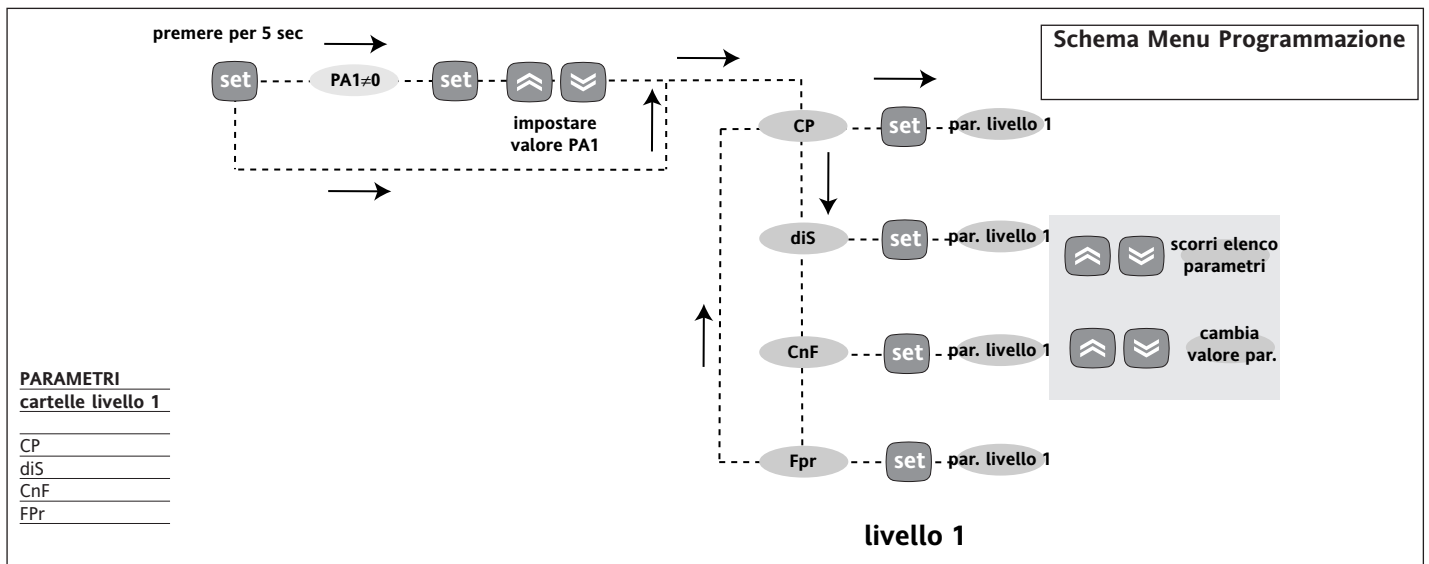 Schema Menu Programmazione
premere per 5 sec
set
PA1≠0
set
impostare
valore PA1
CP
set
par. livello 1
diS
set
par. livello 1
scorri elenco
parametri
CnF
set
par. livello 1
cambia
valore par.
Fpr
set
par. livello 1
livello 1
PARAMETRI
cartelle livello 1
CP
diS
CnF
FPr